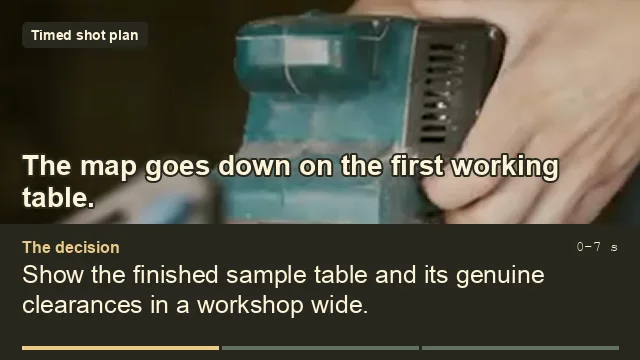 Timed shot plan
The map goes down on the first working
table.
The decision
0–7 s
Show the finished sample table and its genuine
clearances in a workshop wide.